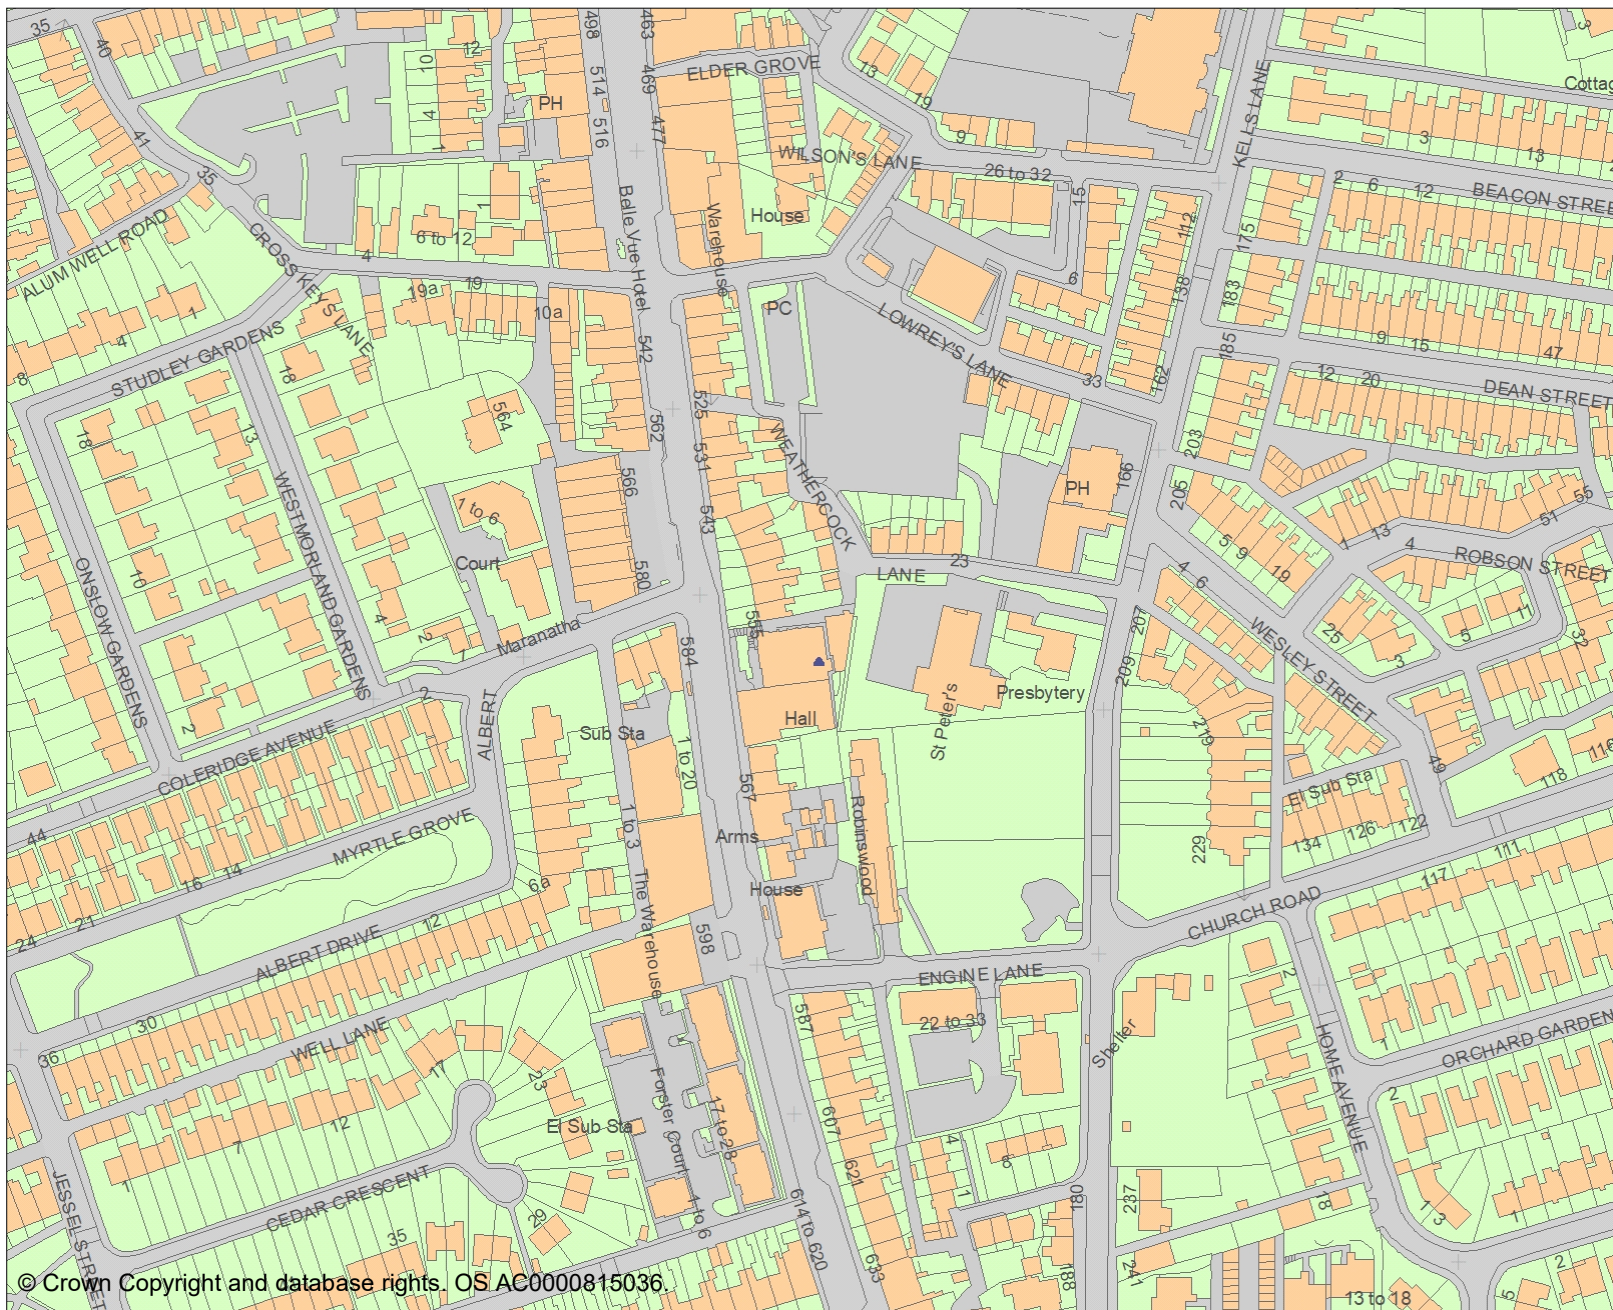 35
40
12
10
4
1
PH
498
514
516
463
469
477
ELDER GROVE
13
19
9
3
Cottag
KELLS LANE
3
13
41
35
WILSON'S LANE
26 to 32
15
2
6
12
BEACON STREE
ALUM WELL ROAD
CROSS KEYS LANE
4
6 to 12
1
Belle Vue Hotel
Warehouse
House
112
175
138
183
6
1
4
8
STUDLEY GARDENS
19a
19
10a
542
PC
LOWREY'S LANE
33
162
185
9
15
47
12
20
DEAN STREET
18
18
13
564
562
525
531
WEATHERCOCK
203
166
PH
205
WESTMORLAND GARDENS
1 to 6
Court
566
580
543
LANE
23
5
9
19
1
13
4
51
55
ROBSON STREET
ONSLOW GARDENS
10
4
2
1
Maranatha
584
555
207
209
4
6
WESLEY STREET
25
3
5
17
32
2
2
COLERIDGE AVENUE
ALBERT
Sub Sta
1 to 20
Hall
St Peter's
Presbytery
219
El Sub Sta
49
116
118
44
MYRTLE GROVE
16
14
1 to 3
567
Arms
Robinswood
229
134
126
122
111
117
24
21
6a
12
ALBERT DRIVE
The Warehouse
House
598
CHURCH ROAD
ENGINE LANE
30
36
WELL LANE
17
23
587
22 to 33
Shelter
2
HOME AVENUE
1
ORCHARD GARDEN
2
12
7
1
El Sub Sta
Forster Court
17 to 28
607
621
4
1
8
CEDAR CRESCENT
JESSEL STREET
29
35
1 to 6
614 to 620
633
180
188
237
241
18
1
3
1
2
5
13 to 18
© Crown Copyright and database rights. OS AC0000815036.